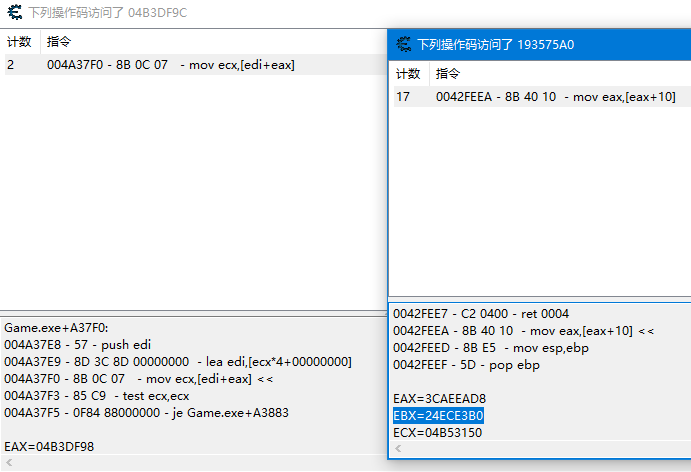 下列操作码访问了 04B3DF9C
计数 指令
2 004A37F0 - 8B 0C 07 - mov ecx,[edi+eax]
Game.exe+A37F0:
004A37E8 - 57 - push edi
004A37E9 - 8D 3C 8D 00000000 - lea edi,[ecx*4+00000000]
004A37F0 - 8B 0C 07 - mov ecx,[edi+eax] <<
004A37F3 - 85 C9 - test ecx,ecx
004A37F5 - 0F84 88000000 - je Game.exe+A3883
EAX=04B3DF98
下列操作码访问了 193575A0
计数 指令
17 0042FEEA - 8B 40 10 - mov eax,[eax+10]
0042FEE7 - C2 0400 - ret 0004
0042FEEA - 8B 40 10 - mov eax,[eax+10] <<
0042FEED - 8B E5 - mov esp,ebp
0042FEEF - 5D - pop ebp
EAX=3CAEEAD8
EBX=24ECE3B0
ECX=04B53150